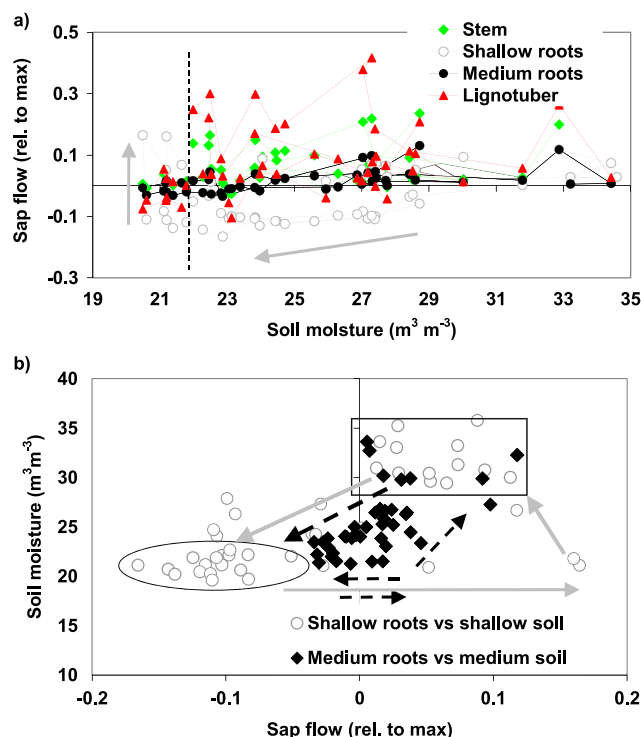 a)
0.5
0.3
0.1
-0.1
-0.3
Sap flow (rel. to max)
Stem
Shallow roots
Medium roots
Lignotuber
19 21 23 25 27 29 31 33 35
Soil moisture (m³ m⁻³)
b)
40
35
30
25
20
15
10
Soil moisture (m³m⁻³)
Shallow roots vs shallow soil
Medium roots vs medium soil
-0.2 -0.1 0 0.1 0.2
Sap flow (rel. to max)